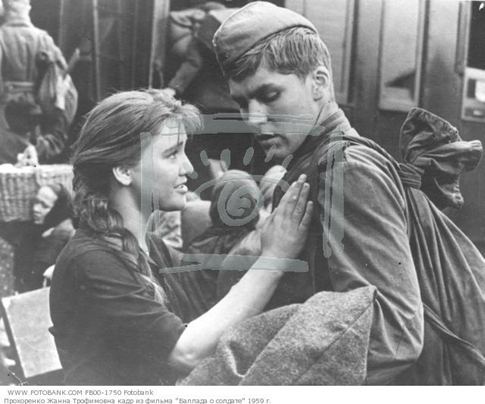 WWW.FOTOBANK.COM FB00-1750 Fotobank
Прохоренко Жанна Трофимовна кадр из фильма "Баллада о солдате" 1959 г.